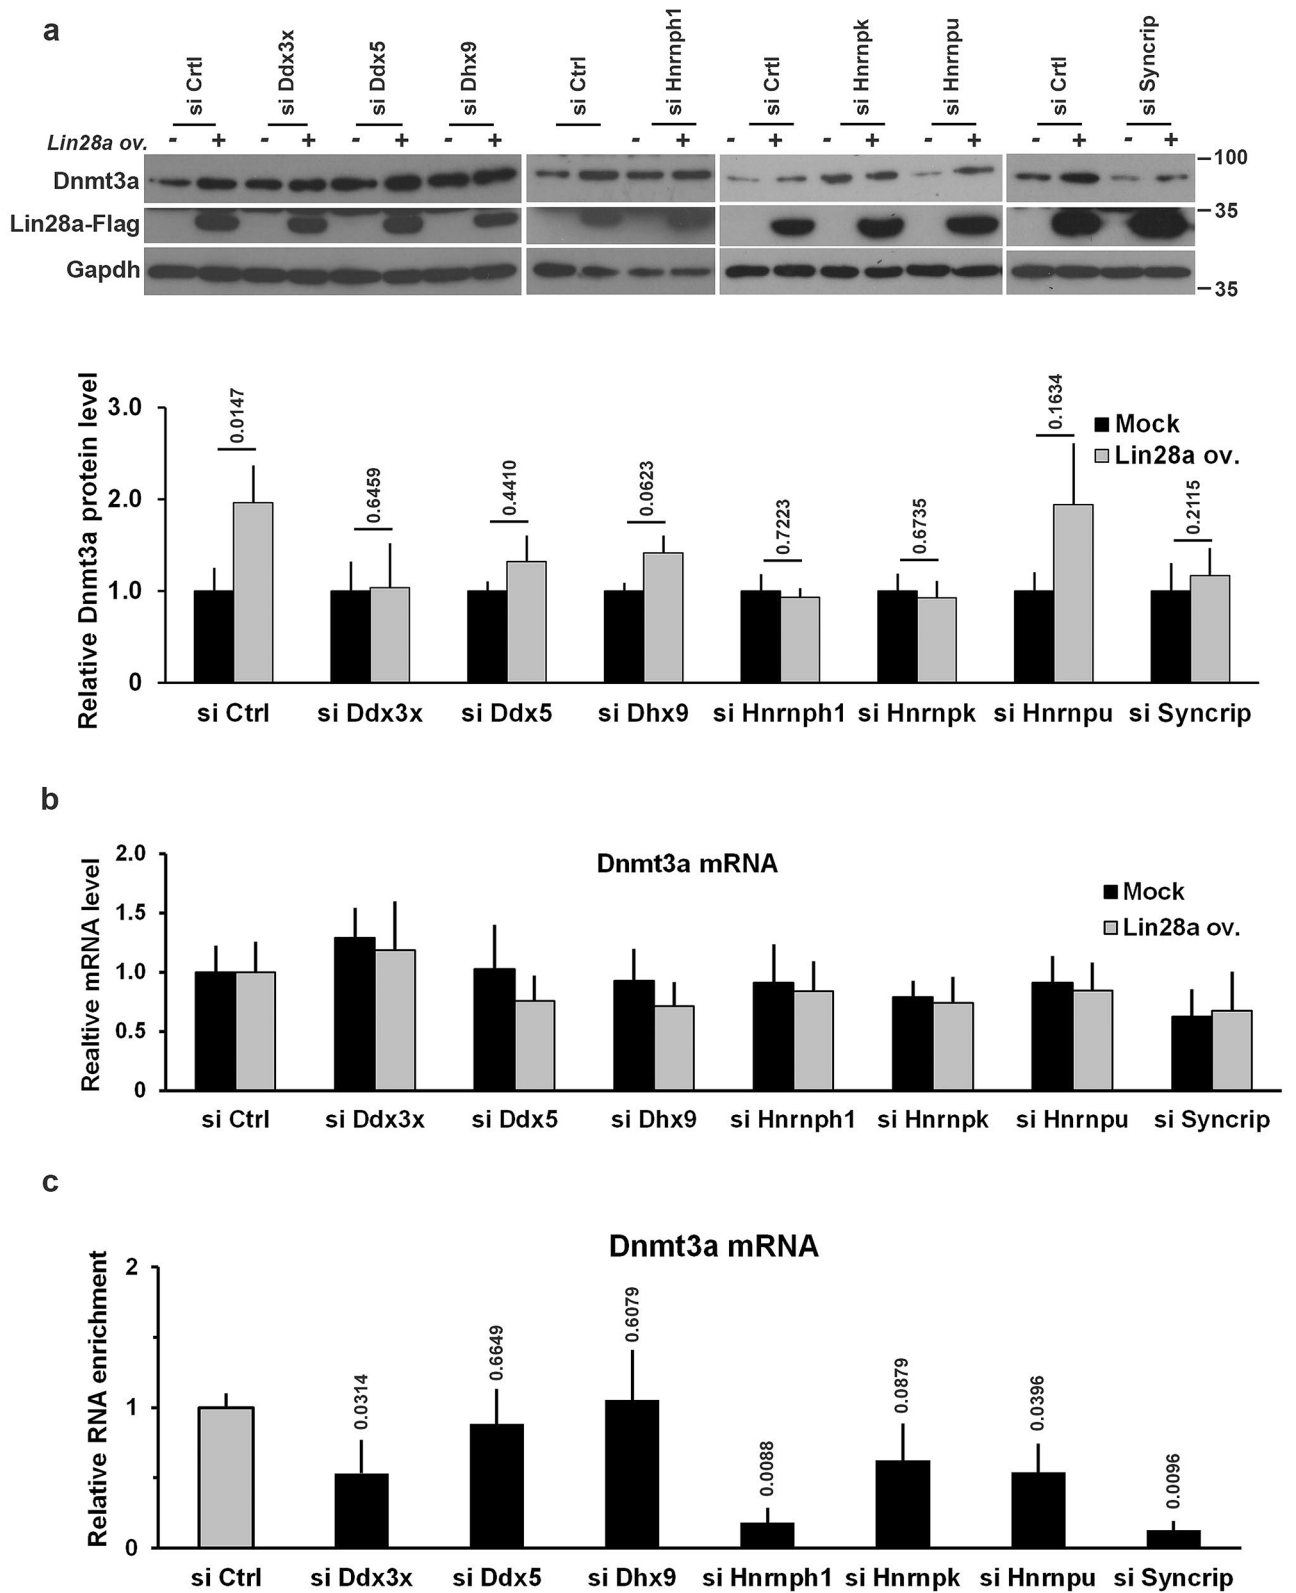 a
si Crtl si Ddx3x si Ddx5 si Dhx9 si Ctrl si Hnrnph1 si Crtl si Hnrnpk si Hnrnpu si Crtl si Syncrip
Lin28a ov. - + - + - + - + - + - + - + - + - + - +
Dnmt3a 100
Lin28a-Flag 35
Gapdh
35
Relative Dnmt3a protein level
3.0
2.0
1.0
0
0.0147 0.6459 0.4410 0.0623 0.7223 0.6735 0.1634 0.2115
Mock
Lin28a ov.
si Ctrl si Ddx3x si Ddx5 si Dhx9 si Hnrnph1 si Hnrnpk si Hnrnpu si Syncrip
b
Dnmt3a mRNA
Realtive mRNA level
2.0
1.5
1.0
0.5
0
Mock
Lin28a ov.
si Ctrl si Ddx3x si Ddx5 si Dhx9 si Hnrnph1 si Hnrnpk si Hnrnpu si Syncrip
c
Dnmt3a mRNA
Relative RNA enrichment
2
1
0
0.0314 0.6649 0.6079 0.0088 0.0879 0.0396 0.0096
si Ctrl si Ddx3x si Ddx5 si Dhx9 si Hnrnph1 si Hnrnpk si Hnrnpu si Syncrip